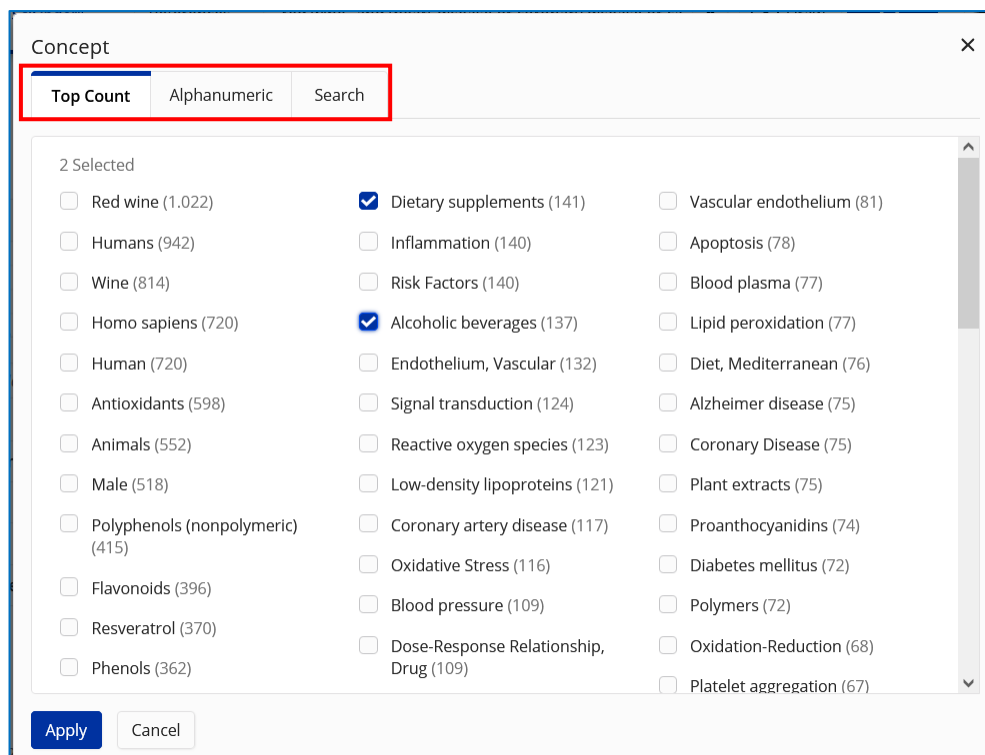 Concept
Top Count
Alphanumeric
Search
2 Selected
Red wine (1.022)
Humans (942)
Wine (814)
Homo sapiens (720)
Human (720)
Antioxidants (598)
Animals (552)
Male (518)
Polyphenols (nonpolymeric)
(415)
Flavonoids (396)
Resveratrol (370)
Phenols (362)
Dietary supplements (141)
Inflammation (140)
Risk Factors (140)
Alcoholic beverages (137)
Endothelium, Vascular (132)
Signal transduction (124)
Reactive oxygen species (123)
Low-density lipoproteins (121)
Coronary artery disease (117)
Oxidative Stress (116)
Blood pressure (109)
Dose-Response Relationship,
Drug (109)
Vascular endothelium (81)
Apoptosis (78)
Blood plasma (77)
Lipid peroxidation (77)
Diet, Mediterranean (76)
Alzheimer disease (75)
Coronary Disease (75)
Plant extracts (75)
Proanthocyanidins (74)
Diabetes mellitus (72)
Polymers (72)
Oxidation-Reduction (68)
Platelet aggregation (67)
Apply
Cancel